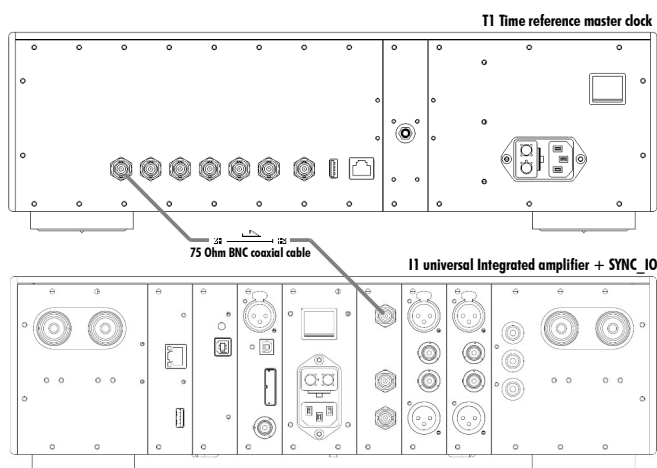 T1 Time reference master clock
75 Ohm BNC coaxial cable
I1 universal Integrated amplifier + SYNC_IO